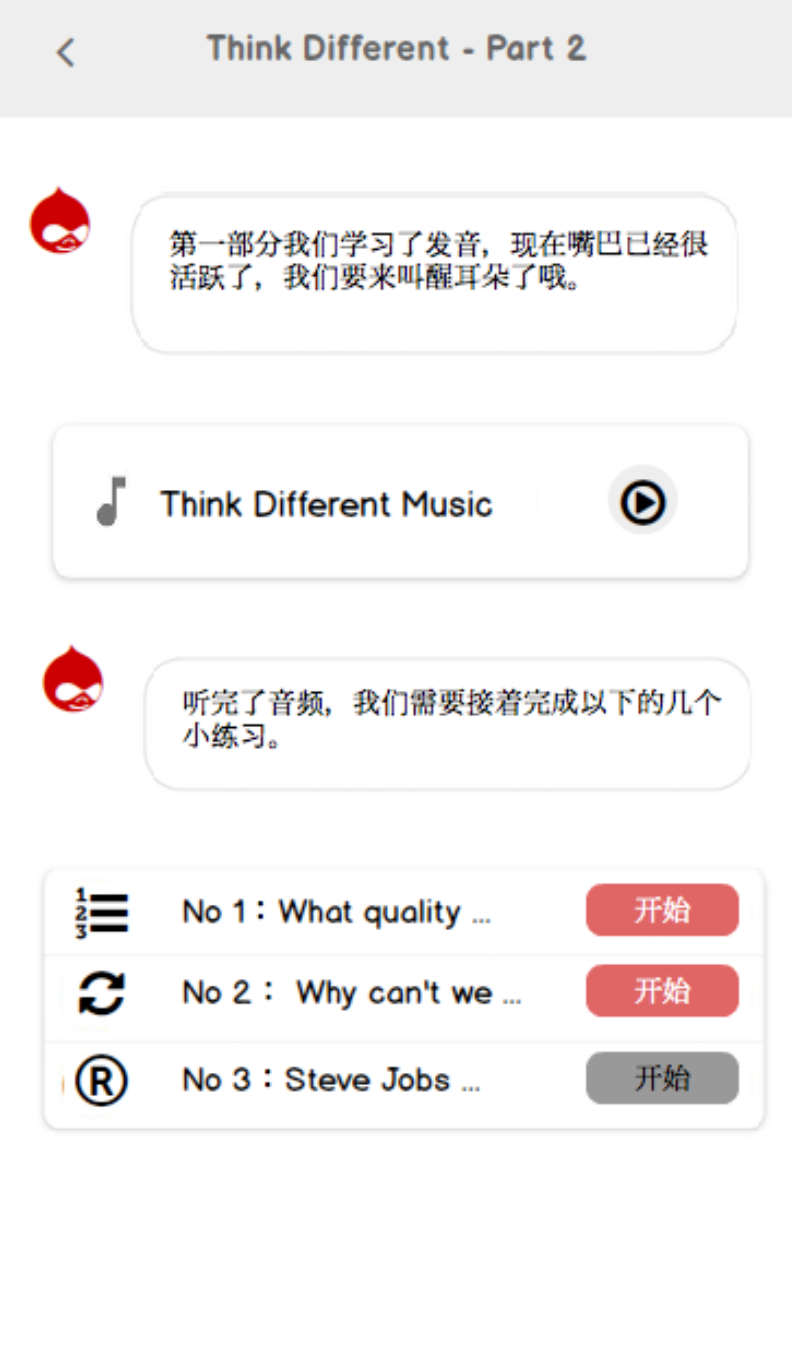 Think Different - Part 2
第一部分我们学习了发音，现在嘴巴已经很
活跃了，我们要来叫醒耳朵了哦。
Think Different Music
听完了音频，我们需要接着完成以下的几个
小练习。
1
2
3
No 1：What quality ...
开始
No 2： Why can't we ...
开始
R
No 3：Steve Jobs ...
开始